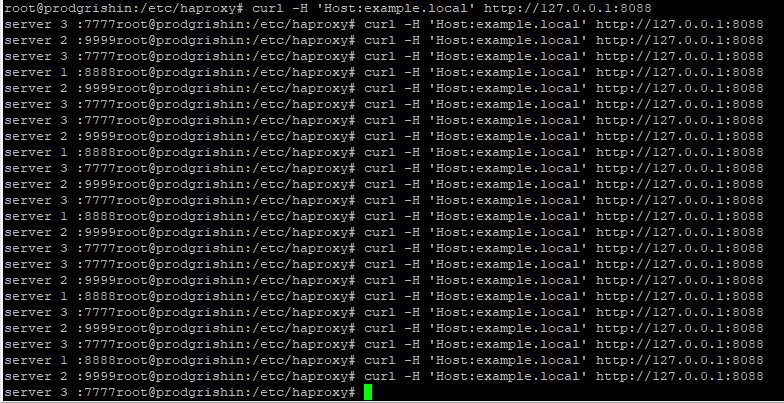 root@prodgrishin:/etc/haproxy# curl -H 'Host:example.local' http://127.0.0.1:8088
server 3 :7777root@prodgrishin:/etc/haproxy# curl -H 'Host:example.local' http://127.0.0.1:8088
server 2 :9999root@prodgrishin:/etc/haproxy# curl -H 'Host:example.local' http://127.0.0.1:8088
server 3 :7777root@prodgrishin:/etc/haproxy# curl -H 'Host:example.local' http://127.0.0.1:8088
server 1 :8888root@prodgrishin:/etc/haproxy# curl -H 'Host:example.local' http://127.0.0.1:8088
server 2 :9999root@prodgrishin:/etc/haproxy# curl -H 'Host:example.local' http://127.0.0.1:8088
server 3 :7777root@prodgrishin:/etc/haproxy# curl -H 'Host:example.local' http://127.0.0.1:8088
server 3 :7777root@prodgrishin:/etc/haproxy# curl -H 'Host:example.local' http://127.0.0.1:8088
server 2 :9999root@prodgrishin:/etc/haproxy# curl -H 'Host:example.local' http://127.0.0.1:8088
server 1 :8888root@prodgrishin:/etc/haproxy# curl -H 'Host:example.local' http://127.0.0.1:8088
server 3 :7777root@prodgrishin:/etc/haproxy# curl -H 'Host:example.local' http://127.0.0.1:8088
server 2 :9999root@prodgrishin:/etc/haproxy# curl -H 'Host:example.local' http://127.0.0.1:8088
server 3 :7777root@prodgrishin:/etc/haproxy# curl -H 'Host:example.local' http://127.0.0.1:8088
server 1 :8888root@prodgrishin:/etc/haproxy# curl -H 'Host:example.local' http://127.0.0.1:8088
server 2 :9999root@prodgrishin:/etc/haproxy# curl -H 'Host:example.local' http://127.0.0.1:8088
server 3 :7777root@prodgrishin:/etc/haproxy# curl -H 'Host:example.local' http://127.0.0.1:8088
server 3 :7777root@prodgrishin:/etc/haproxy# curl -H 'Host:example.local' http://127.0.0.1:8088
server 2 :9999root@prodgrishin:/etc/haproxy# curl -H 'Host:example.local' http://127.0.0.1:8088
server 1 :8888root@prodgrishin:/etc/haproxy# curl -H 'Host:example.local' http://127.0.0.1:8088
server 3 :7777root@prodgrishin:/etc/haproxy# curl -H 'Host:example.local' http://127.0.0.1:8088
server 2 :9999root@prodgrishin:/etc/haproxy# curl -H 'Host:example.local' http://127.0.0.1:8088
server 3 :7777root@prodgrishin:/etc/haproxy# curl -H 'Host:example.local' http://127.0.0.1:8088
server 1 :8888root@prodgrishin:/etc/haproxy# curl -H 'Host:example.local' http://127.0.0.1:8088
server 2 :9999root@prodgrishin:/etc/haproxy# curl -H 'Host:example.local' http://127.0.0.1:8088
server 3 :7777root@prodgrishin:/etc/haproxy#